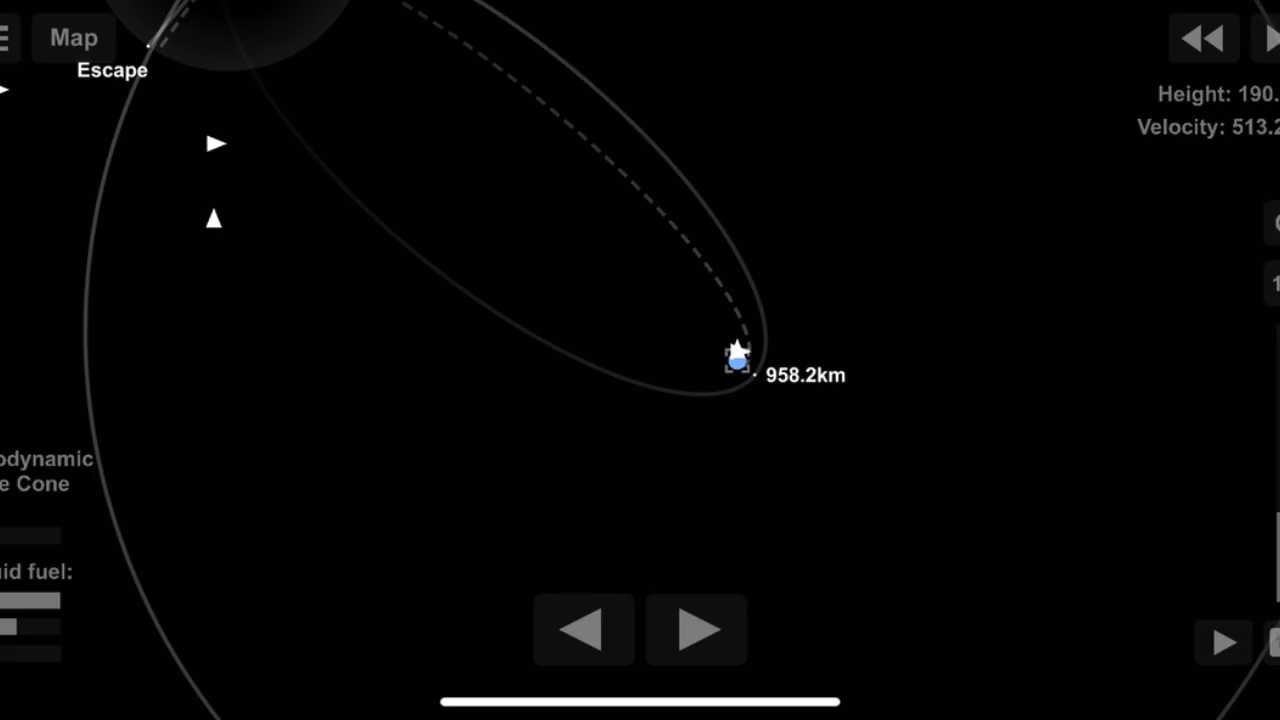 Map
Escape
Height: 190.
Velocity: 513.2
958.2km
odynamic
e Cone
id fuel: